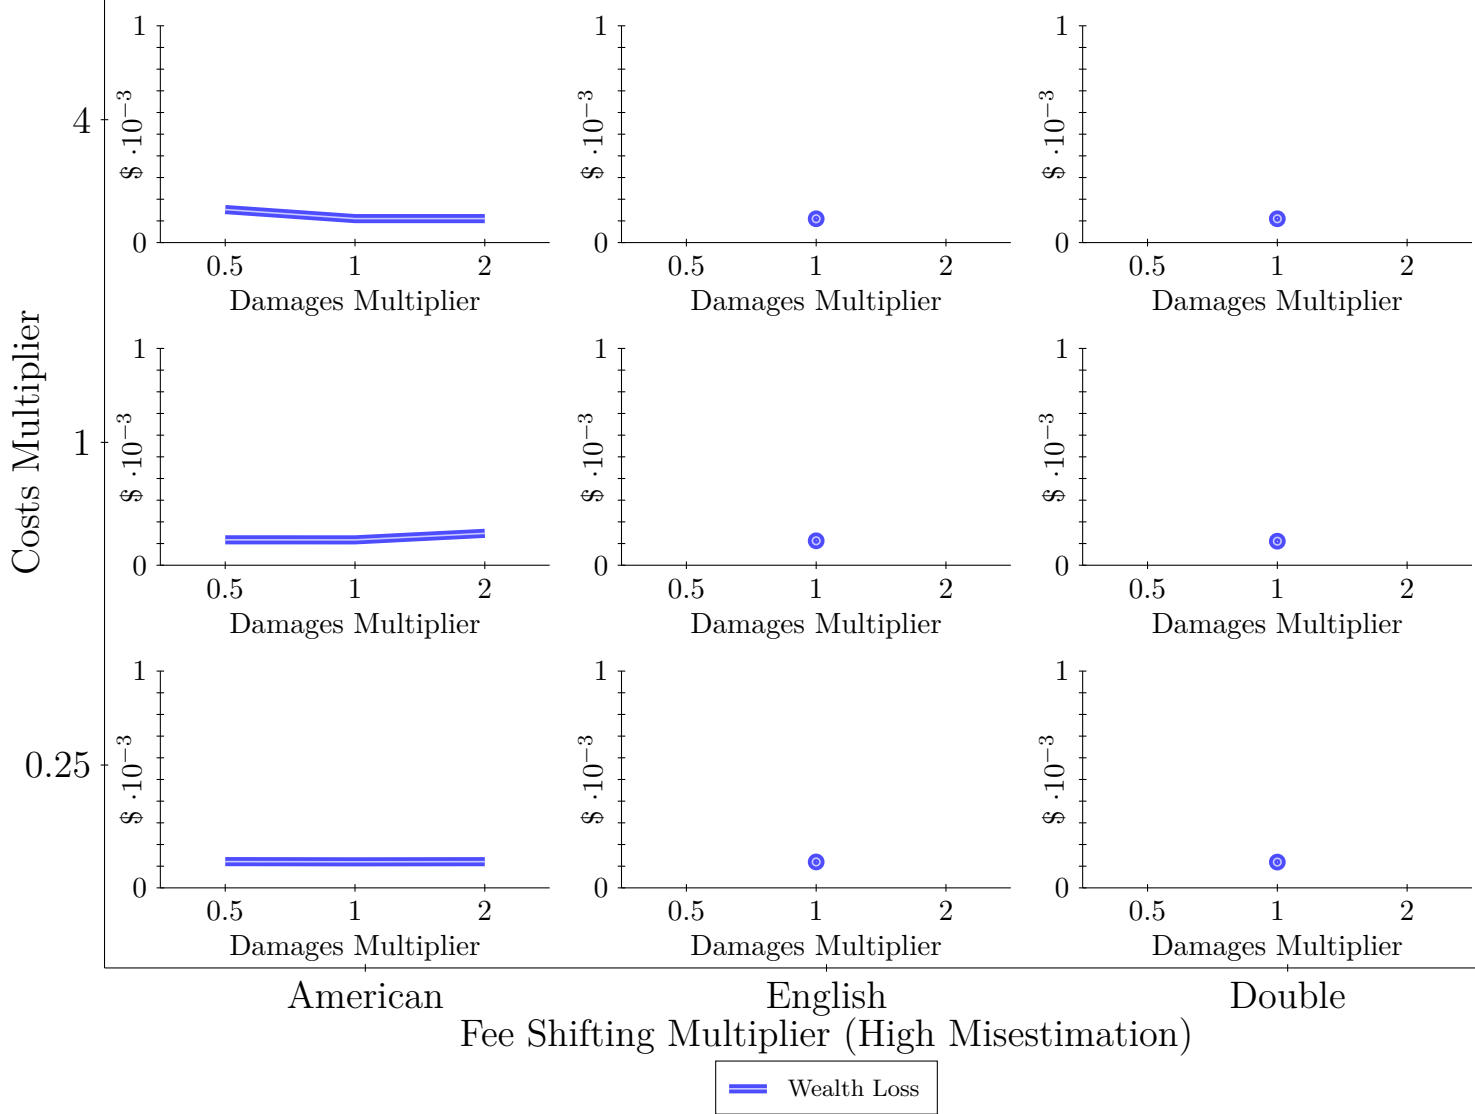 Costs Multiplier
4
1
0.25
1
$ ·10⁻³
0
0.5 1 2
Damages Multiplier
1
$ ·10⁻³
0
0.5 1 2
Damages Multiplier
1
$ ·10⁻³
0
0.5 1 2
Damages Multiplier
1
$ ·10⁻³
0
0.5 1 2
Damages Multiplier
1
$ ·10⁻³
0
0.5 1 2
Damages Multiplier
1
$ ·10⁻³
0
0.5 1 2
Damages Multiplier
1
$ ·10⁻³
0
0.5 1 2
Damages Multiplier
1
$ ·10⁻³
0
0.5 1 2
Damages Multiplier
1
$ ·10⁻³
0
0.5 1 2
Damages Multiplier
American English Double
Fee Shifting Multiplier (High Misestimation)
Wealth Loss